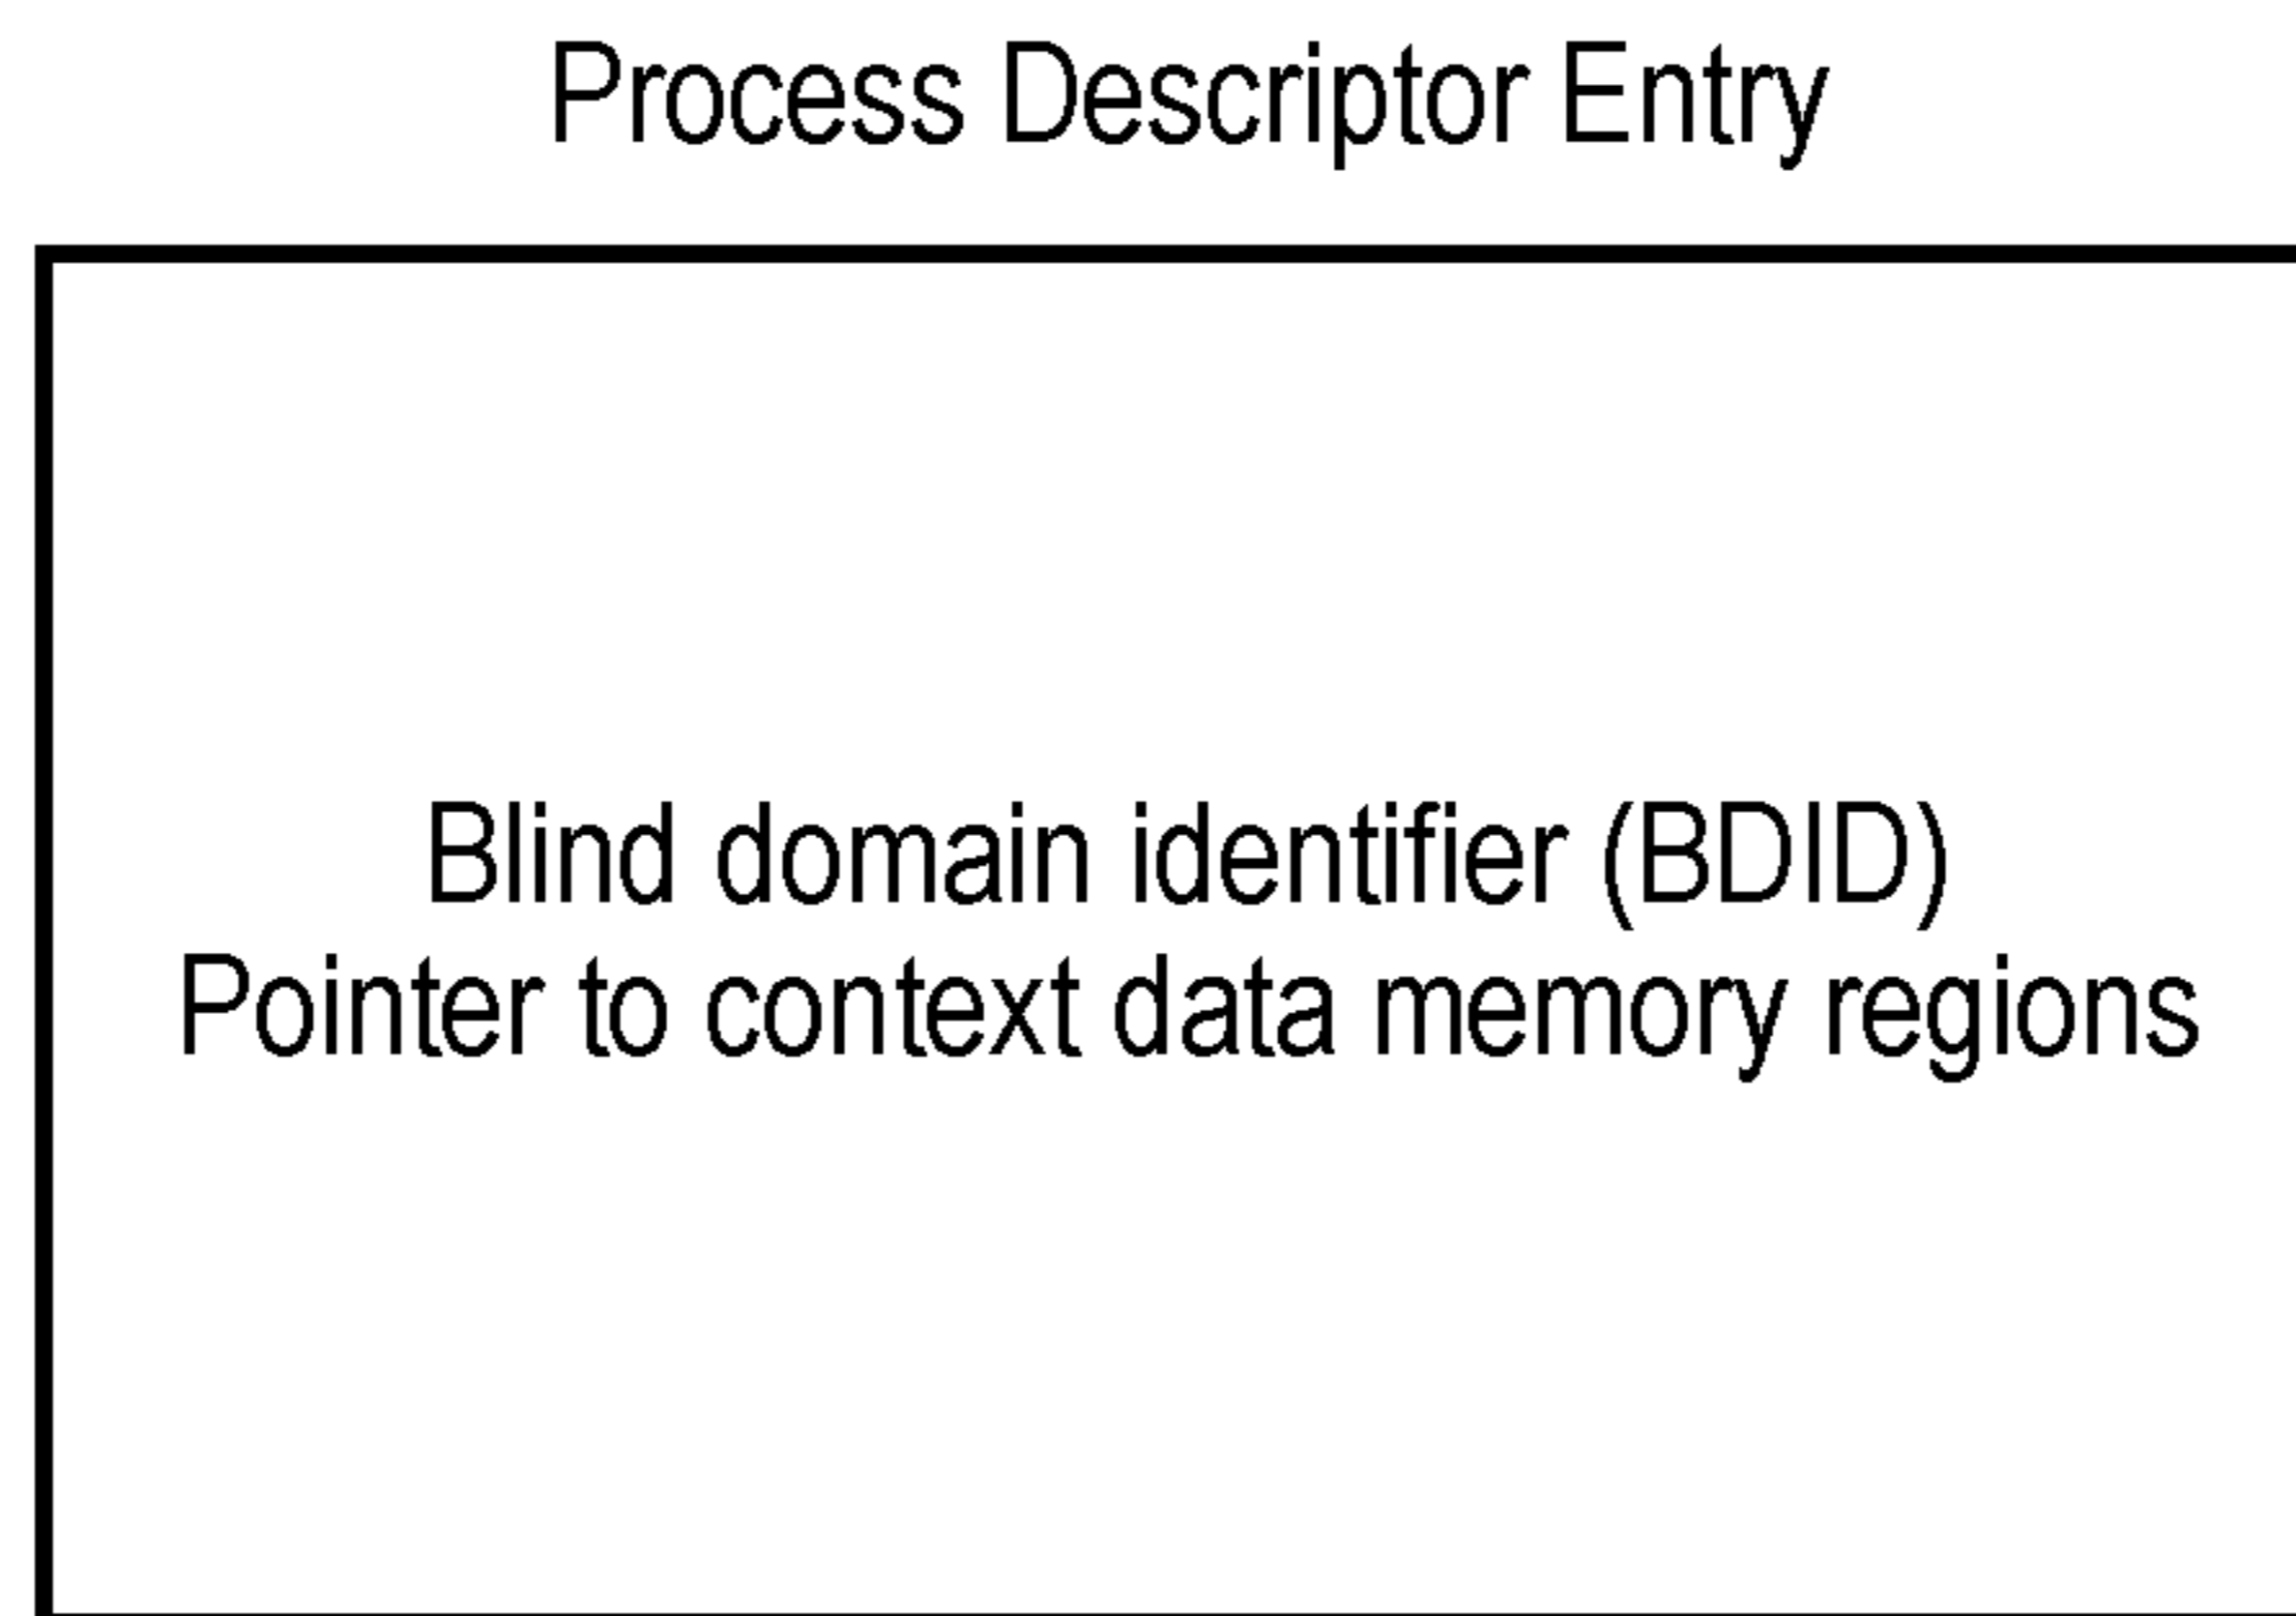 Process Descriptor Entry
Blind domain identifier (BDID)
Pointer to context data memory regions